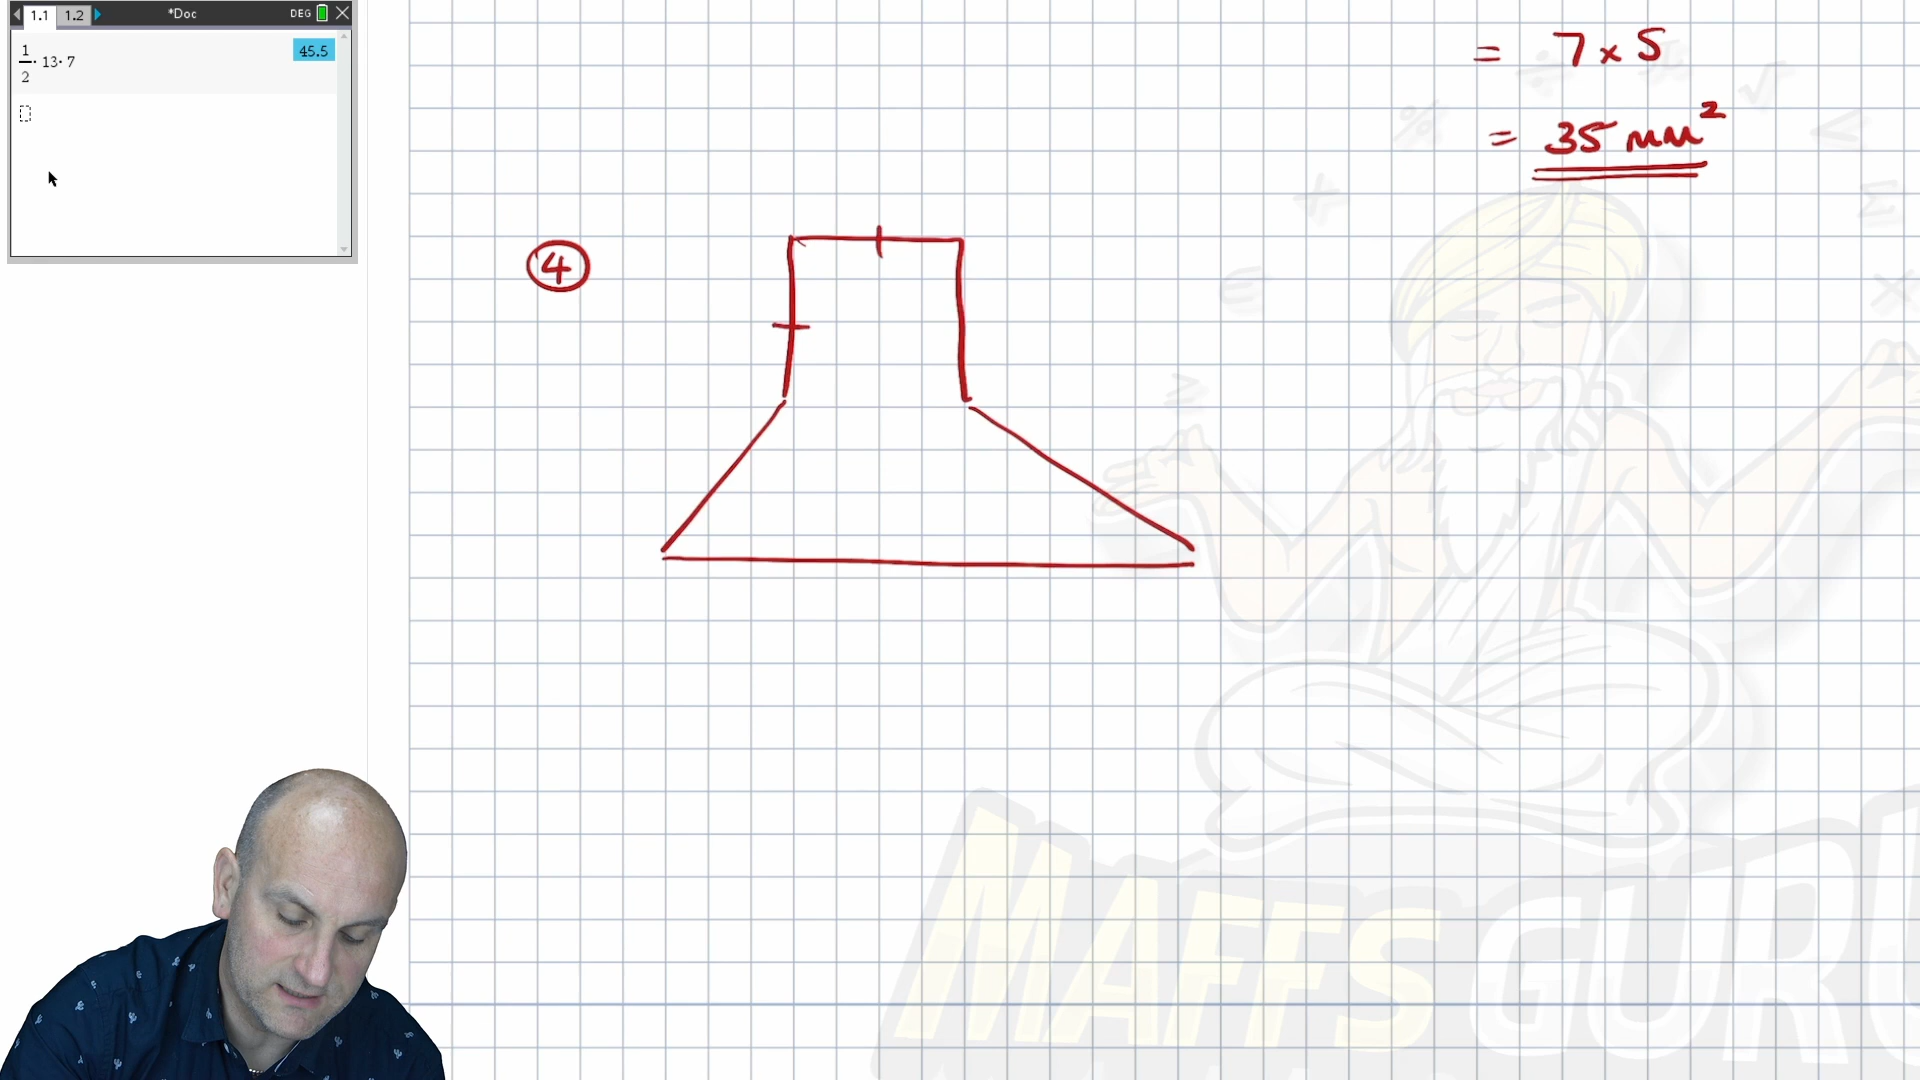 1.1 1.2 *Doc DEG
1/2 · 13 · 7 45.5
= 7 × 5
= 35 mm²
④
MAFFS GURU